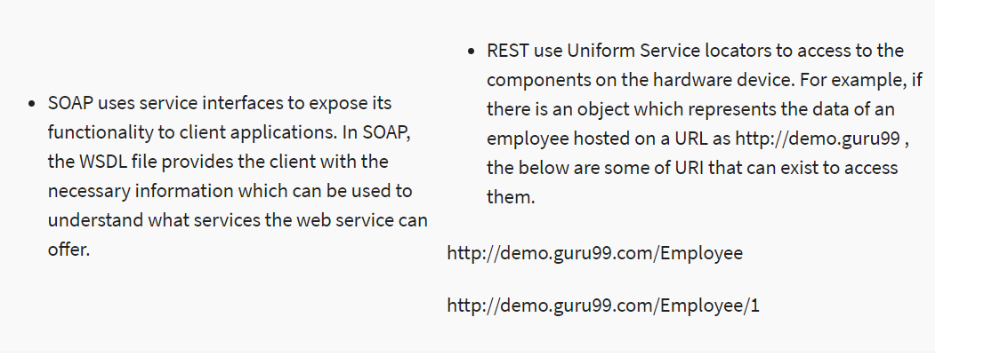 • SOAP uses service interfaces to expose its
functionality to client applications. In SOAP,
the WSDL file provides the client with the
necessary information which can be used to
understand what services the web service can
offer.
• REST use Uniform Service locators to access to the
components on the hardware device. For example, if
there is an object which represents the data of an
employee hosted on a URL as http://demo.guru99 ,
the below are some of URI that can exist to access
them.
http://demo.guru99.com/Employee
http://demo.guru99.com/Employee/1